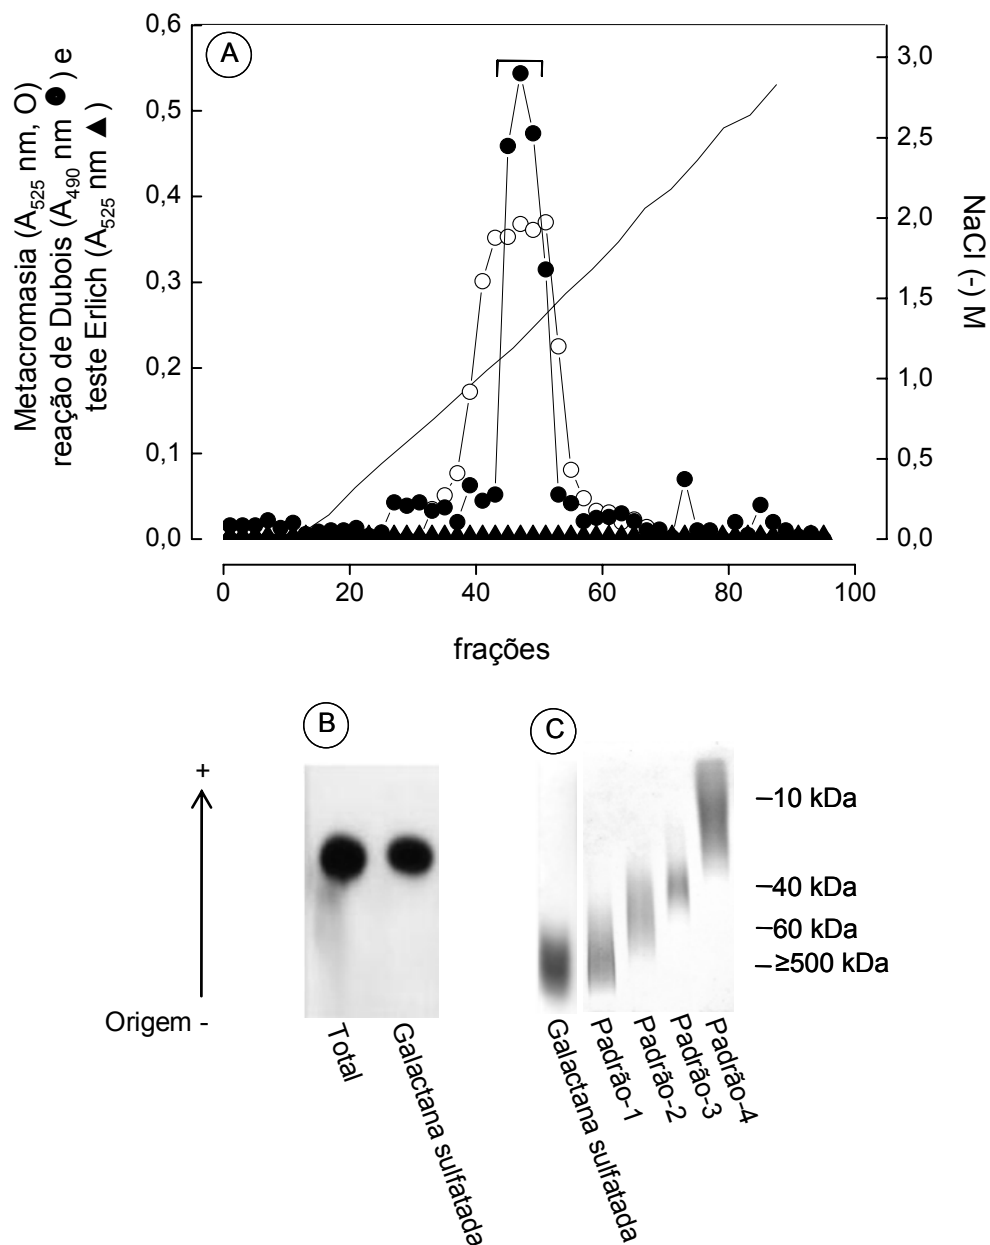 A
Metacromasia (A525 nm, O)
reação de Dubois (A490 nm ●) e
teste Erlich (A525 nm ▲)
0,6
0,5
0,4
0,3
0,2
0,1
0,0
3.0
2,5
2,0
1,5
1,0
0,5
0,0
NaCl (-) M
0 20 40 60 80 100
frações
B
C
+
Origem -
Total
Galactana sulfatada
Galactana sulfatada
Padrão-1
Padrão-2
Padrão-3
Padrão-4
–10 kDa
–40 kDa
–60 kDa
–≥500 kDa